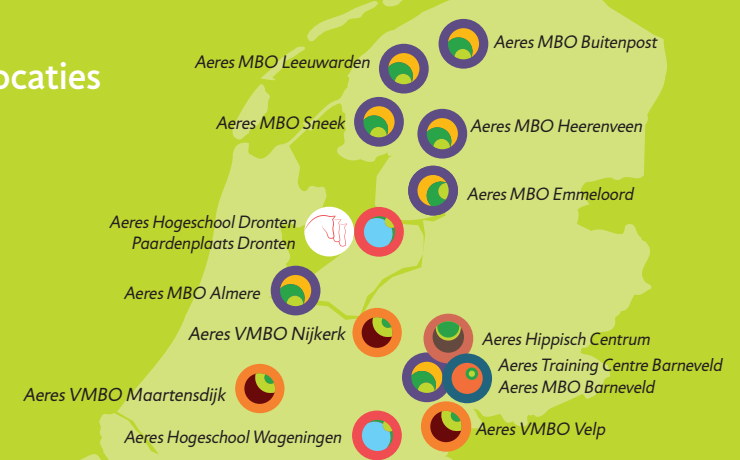 ocaties
Aeres MBO Buitenpost
Aeres MBO Leeuwarden
Aeres MBO Sneek
Aeres MBO Heerenveen
Aeres MBO Emmeloord
Aeres Hogeschool Dronten
Paardenplaats Dronten
Aeres MBO Almere
Aeres VMBO Nijkerk
Aeres Hippisch Centrum
Aeres Training Centre Barneveld
Aeres MBO Barneveld
Aeres VMBO Maartensdijk
Aeres VMBO Velp
Aeres Hogeschool Wageningen